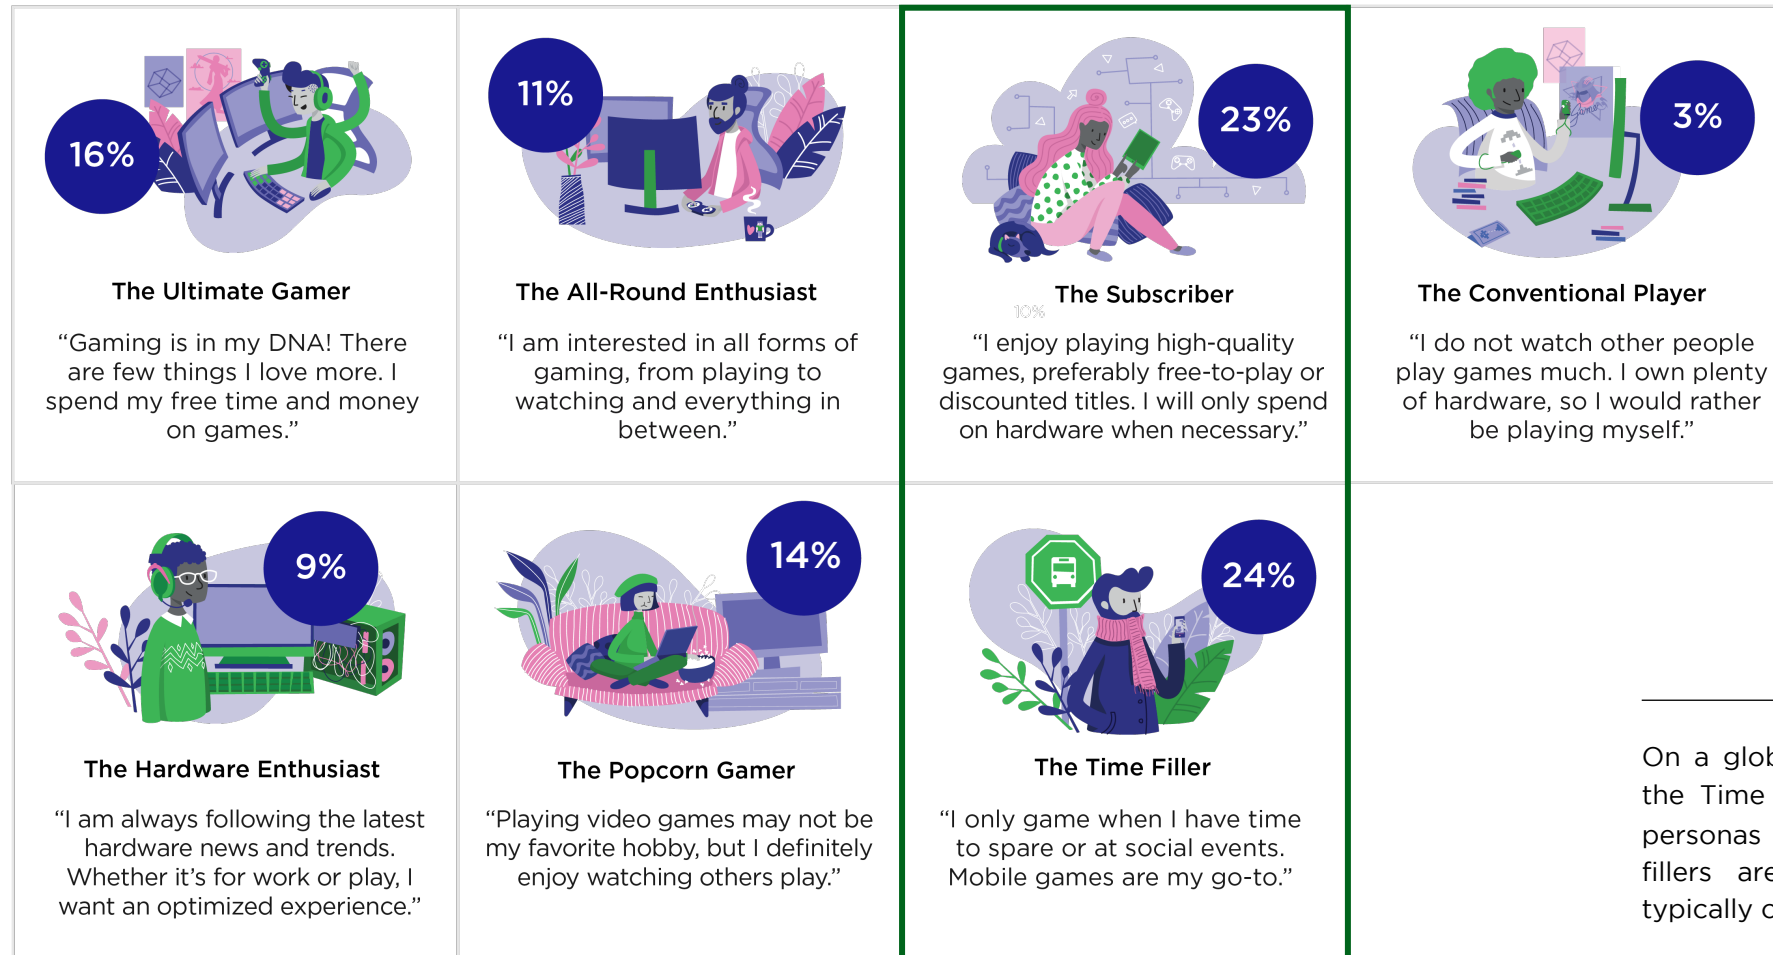 16%
The Ultimate Gamer
“Gaming is in my DNA! There
are few things I love more. I
spend my free time and money
on games.”
11%
The All-Round Enthusiast
“I am interested in all forms of
gaming, from playing to
watching and everything in
between.”
23%
The Subscriber
10%
“I enjoy playing high-quality
games, preferably free-to-play or
discounted titles. I will only spend
on hardware when necessary.”
3%
The Conventional Player
“I do not watch other people
play games much. I own plenty
of hardware, so I would rather
be playing myself.”
9%
The Hardware Enthusiast
“I am always following the latest
hardware news and trends.
Whether it’s for work or play, I
want an optimized experience.”
14%
The Popcorn Gamer
“Playing video games may not be
my favorite hobby, but I definitely
enjoy watching others play.”
24%
The Time Filler
“I only game when I have time
to spare or at social events.
Mobile games are my go-to.”
On a glob
the Time
personas
fillers are
typically